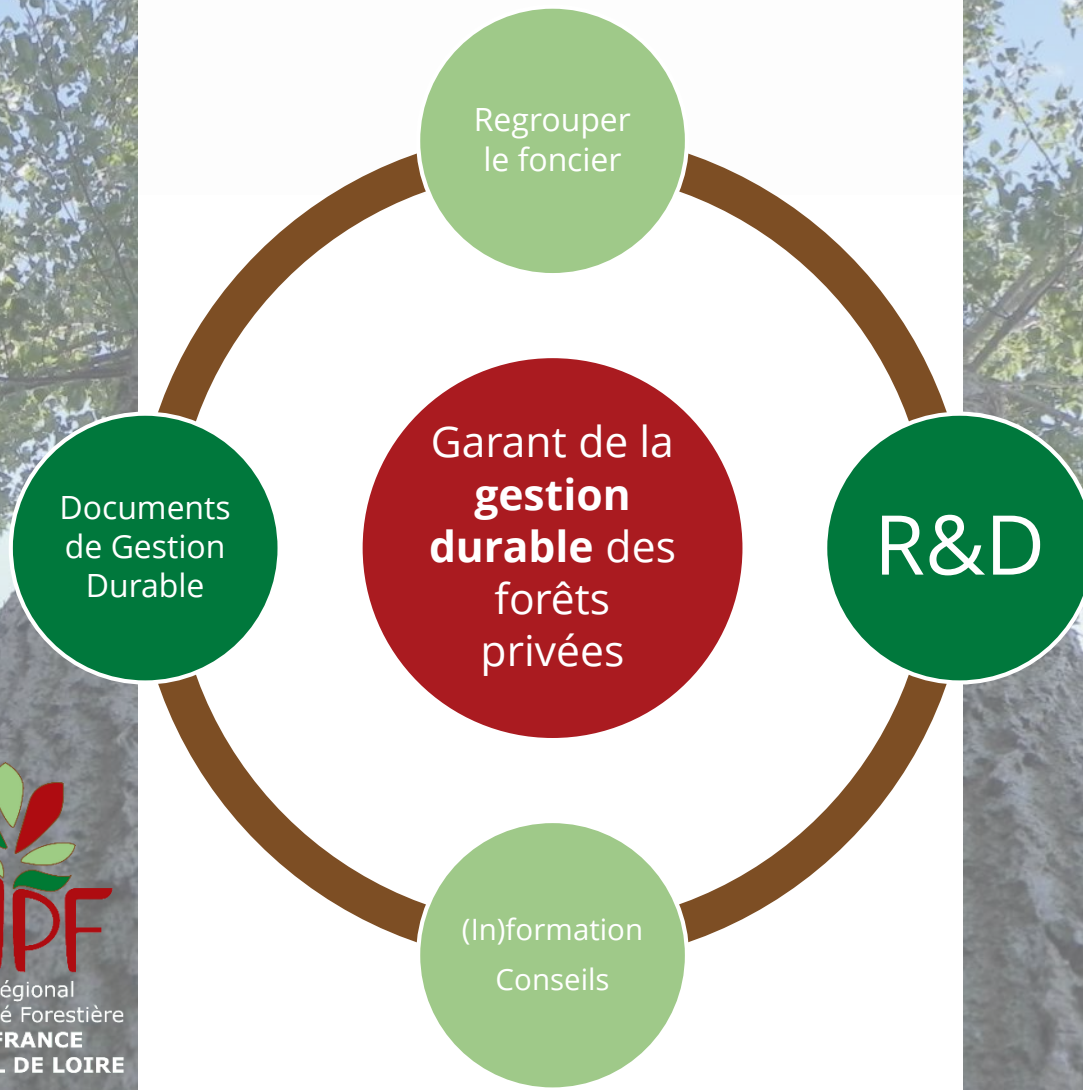 Regrouper
le foncier
Garant de la
gestion
durable des
forêts
privées
Documents
de Gestion
Durable
R&D
(In)formation
Conseils
PF
égional
é Forestière
FRANCE
L DE LOIRE